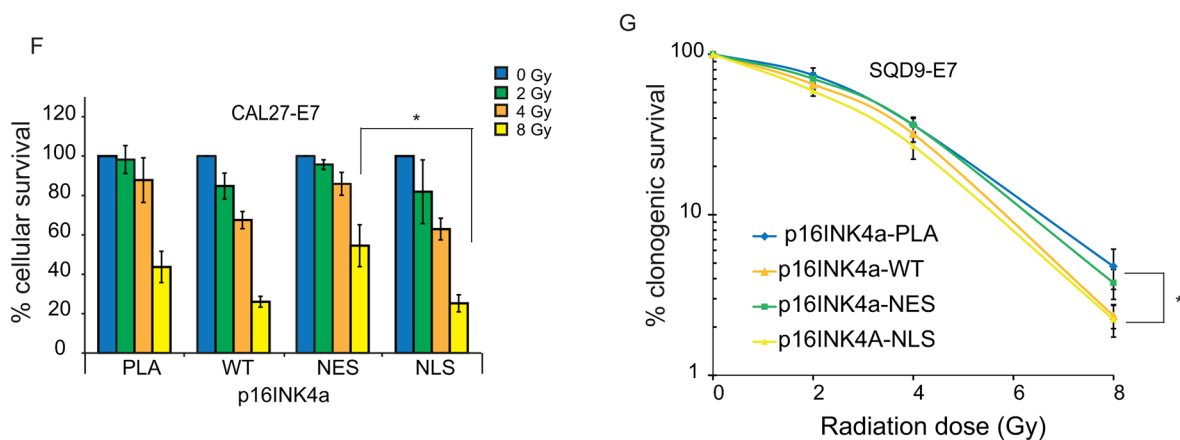 F
0 Gy
2 Gy
4 Gy
8 Gy
CAL27-E7
*
120
100
80
60
40
20
0
% cellular survival
PLA WT NES NLS
p16INK4a
G
SQD9-E7
100
10
1
% clonogenic survival
p16INK4a-PLA
p16INK4a-WT
p16INK4a-NES
p16INK4A-NLS
*
0 2 4 6 8
Radiation dose (Gy)